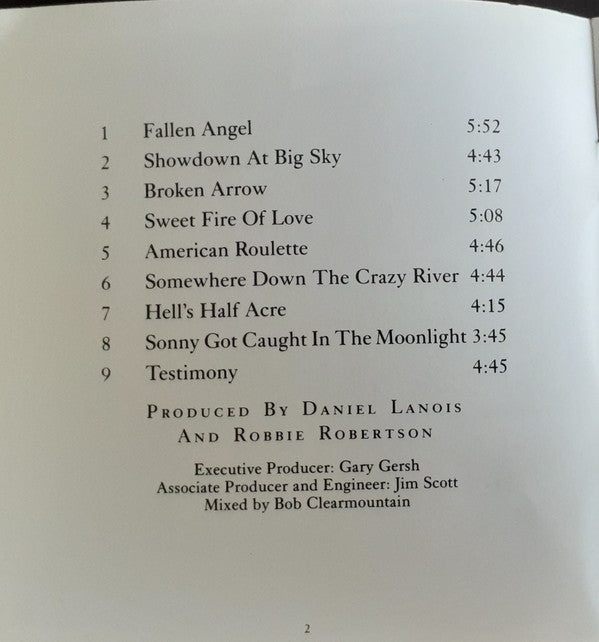 1 Fallen Angel 5:52
2 Showdown At Big Sky 4:43
3 Broken Arrow 5:17
4 Sweet Fire Of Love 5:08
5 American Roulette 4:46
6 Somewhere Down The Crazy River 4:44
7 Hell's Half Acre 4:15
8 Sonny Got Caught In The Moonlight 3:45
9 Testimony 4:45
Produced By Daniel Lanois
And Robbie Robertson
Executive Producer: Gary Gersh
Associate Producer and Engineer: Jim Scott
Mixed by Bob Clearmountain
2